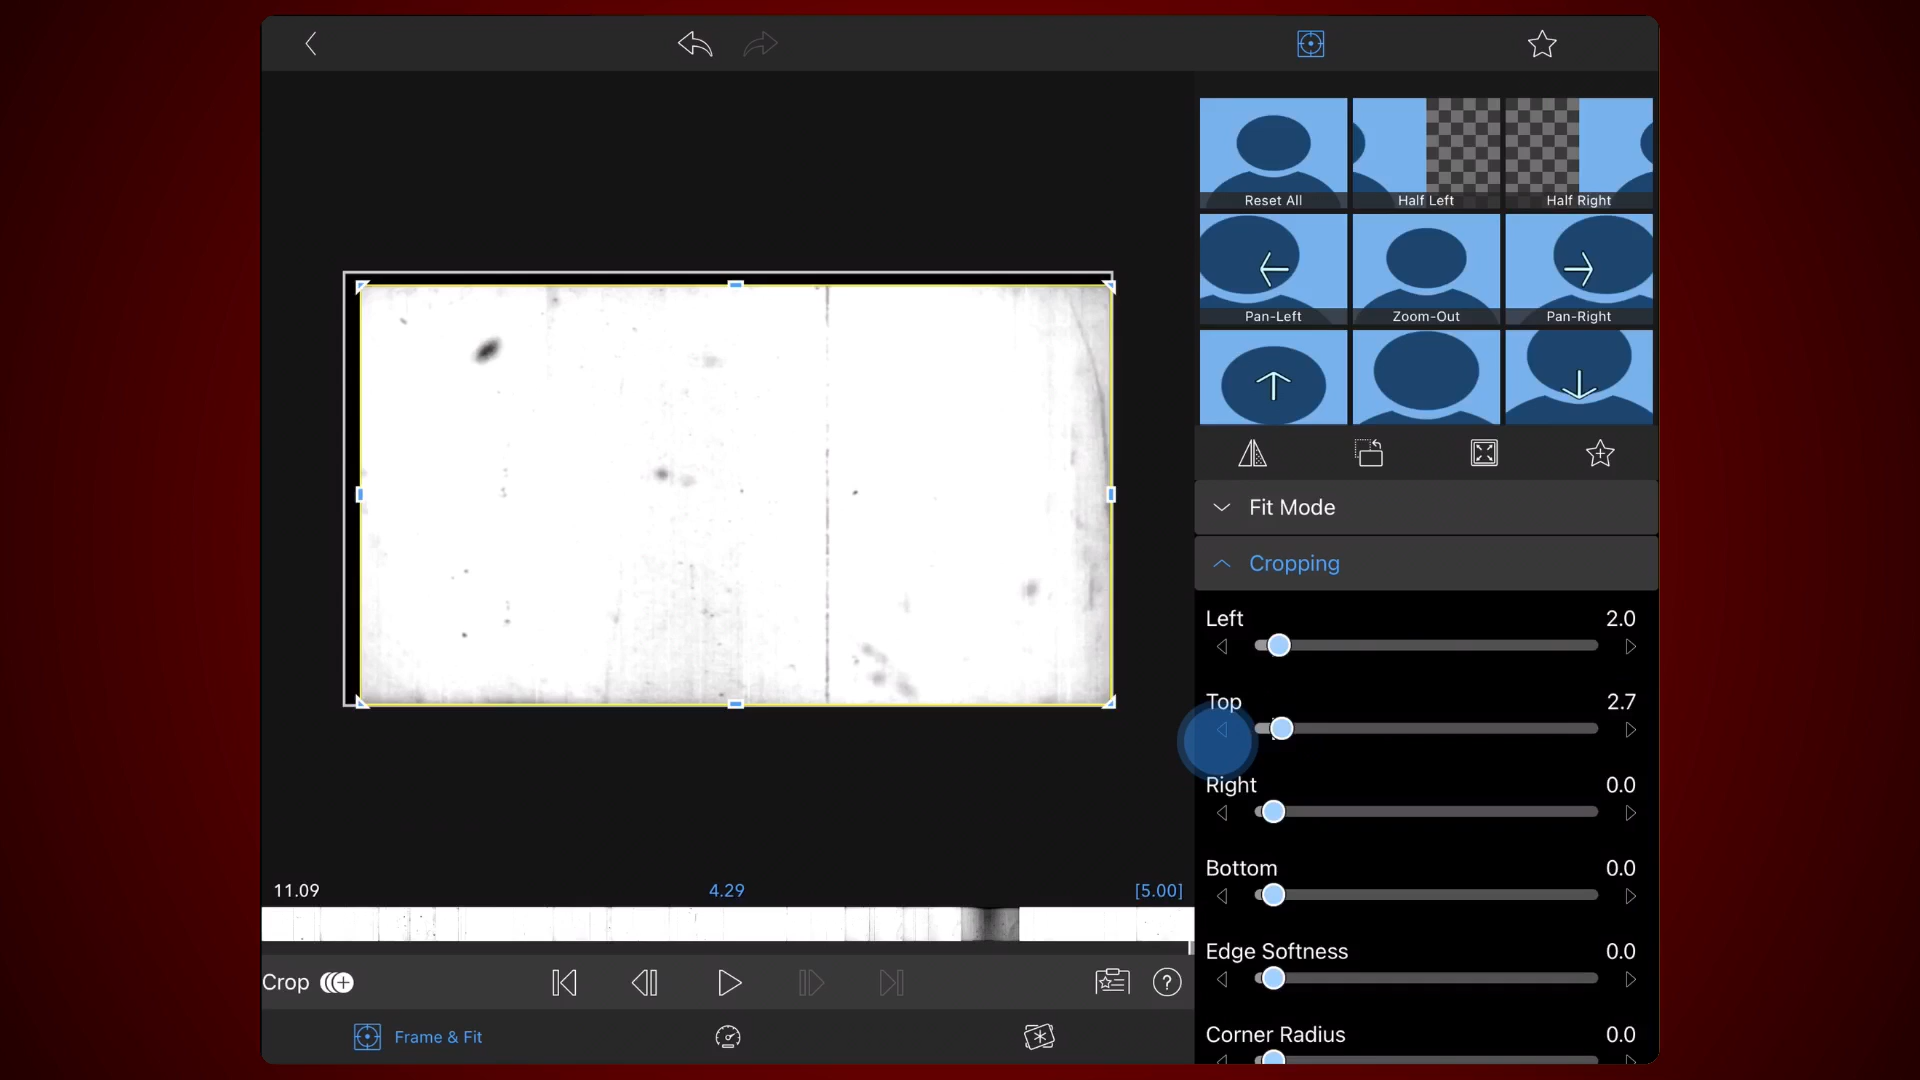 Reset All
Half Left
Half Right
Pan-Left
Zoom-Out
Pan-Right
Fit Mode
Cropping
Left 2.0
Top 2.7
Right 0.0
Bottom 0.0
Edge Softness 0.0
Corner Radius 0.0
11.09 4.29 [5.00]
Crop
?
Frame & Fit